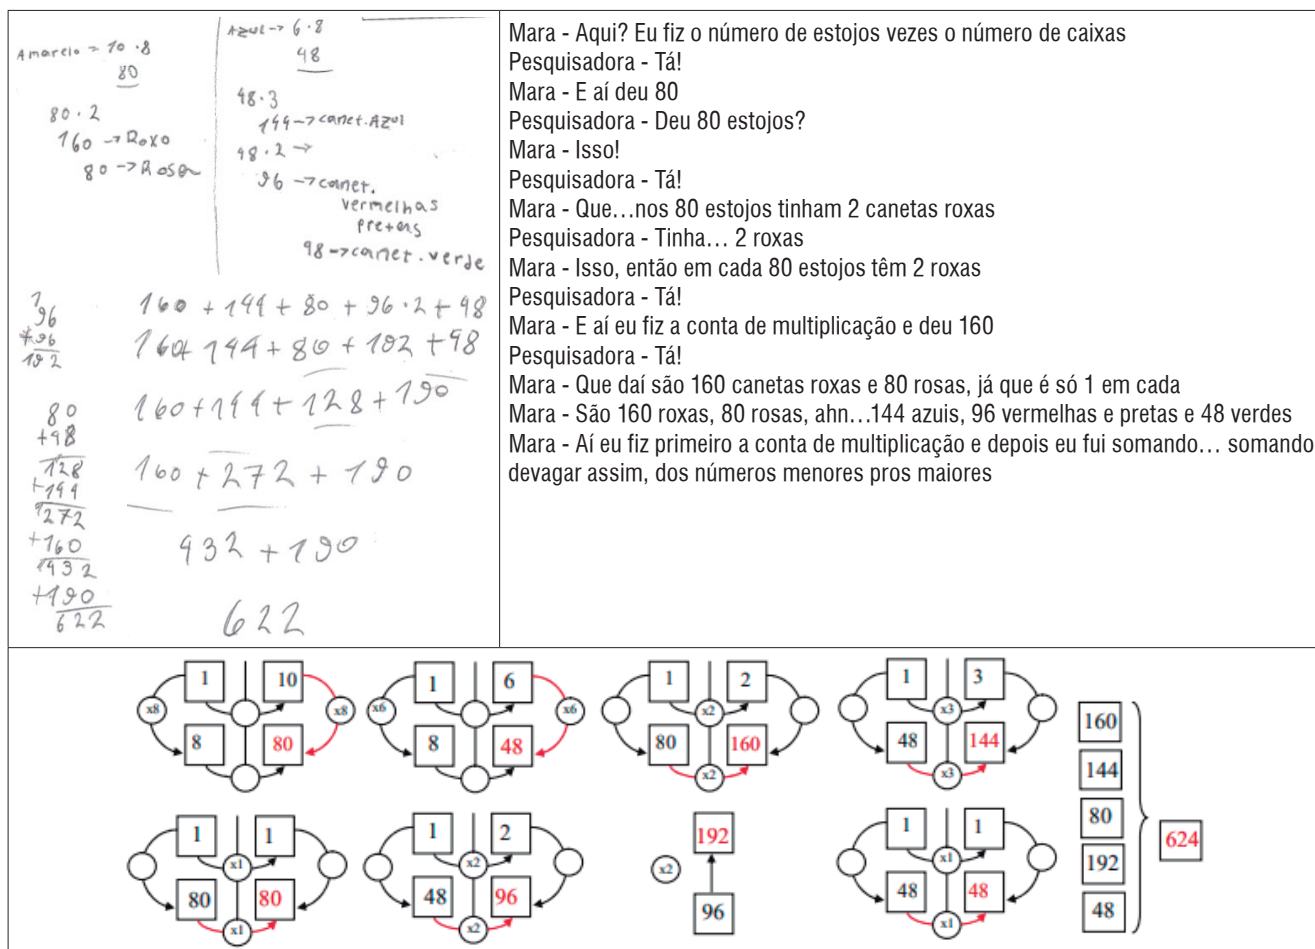 Amarelo = 10 . 8
80
80 . 2
160 → Roxo
80 → Rosa
Azul → 6 . 8
48
48 . 3
144 → canet. Azul
48 . 2 →
96 → canet.
vermelhas
pretas
48 → canet. verde
1
96
+96
192
80
+48
128
+144
272
+160
432
+190
622
160 + 144 + 80 + 96 . 2 + 48
160+ 144 + 80 + 192 + 48
160 + 144 + 128 + 190
160 + 272 + 190
432 + 190
622
Mara - Aqui? Eu fiz o número de estojos vezes o número de caixas
Pesquisadora - Tá!
Mara - E aí deu 80
Pesquisadora - Deu 80 estojos?
Mara - Isso!
Pesquisadora - Tá!
Mara - Que…nos 80 estojos tinham 2 canetas roxas
Pesquisadora - Tinha… 2 roxas
Mara - Isso, então em cada 80 estojos têm 2 roxas
Pesquisadora - Tá!
Mara - E aí eu fiz a conta de multiplicação e deu 160
Pesquisadora - Tá!
Mara - Que daí são 160 canetas roxas e 80 rosas, já que é só 1 em cada
Mara - São 160 roxas, 80 rosas, ahn…144 azuis, 96 vermelhas e pretas e 48 verdes
Mara - Aí eu fiz primeiro a conta de multiplicação e depois eu fui somando… somando
devagar assim, dos números menores pros maiores
1 10
x8 x8
8 80
1 6
x6 x6
8 48
1 2
x2
80 160
x2
1 3
x3
48 144
x3
1 1
x1
80 80
x1
1 2
x2
48 96
x2
192
x2
96
1 1
x1
48 48
x1
160
144
80
192
48
624